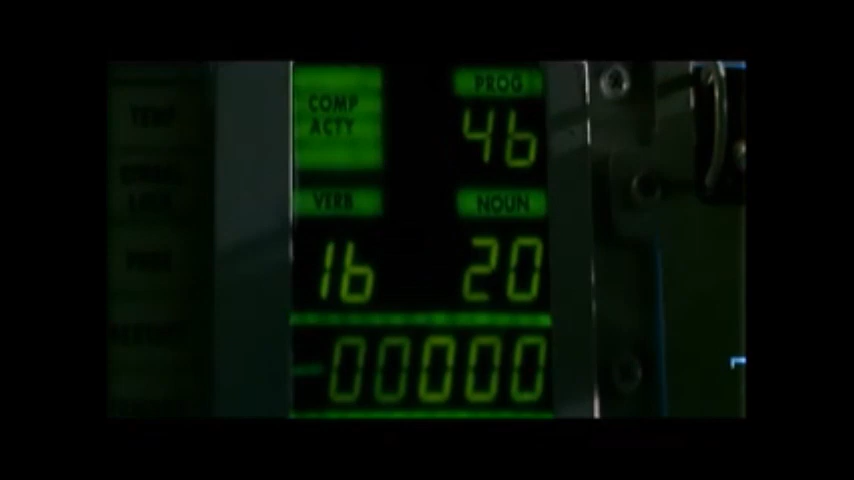 COMP
ACTY
PROG
46
VERB
NOUN
16
20
-00000